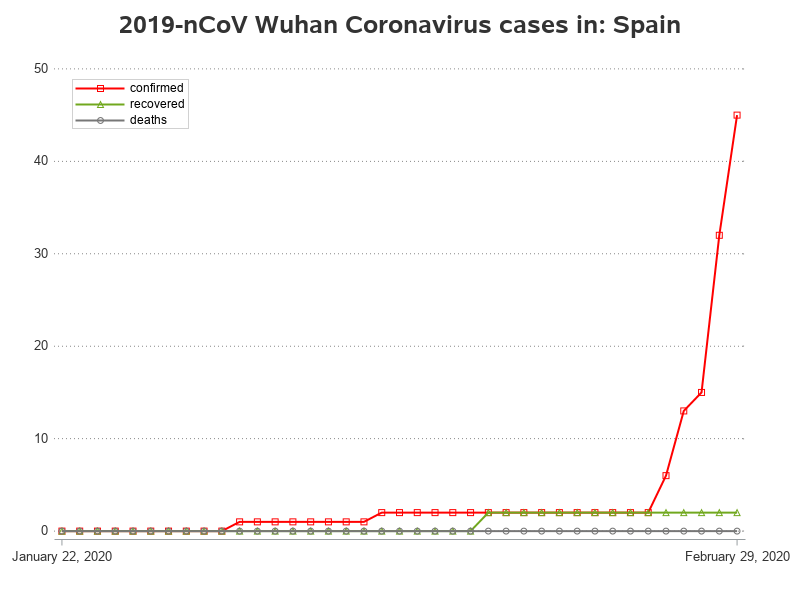 2019-nCoV Wuhan Coronavirus cases in: Spain
50
confirmed
recovered
deaths
40
30
20
10
0
January 22, 2020
February 29, 2020